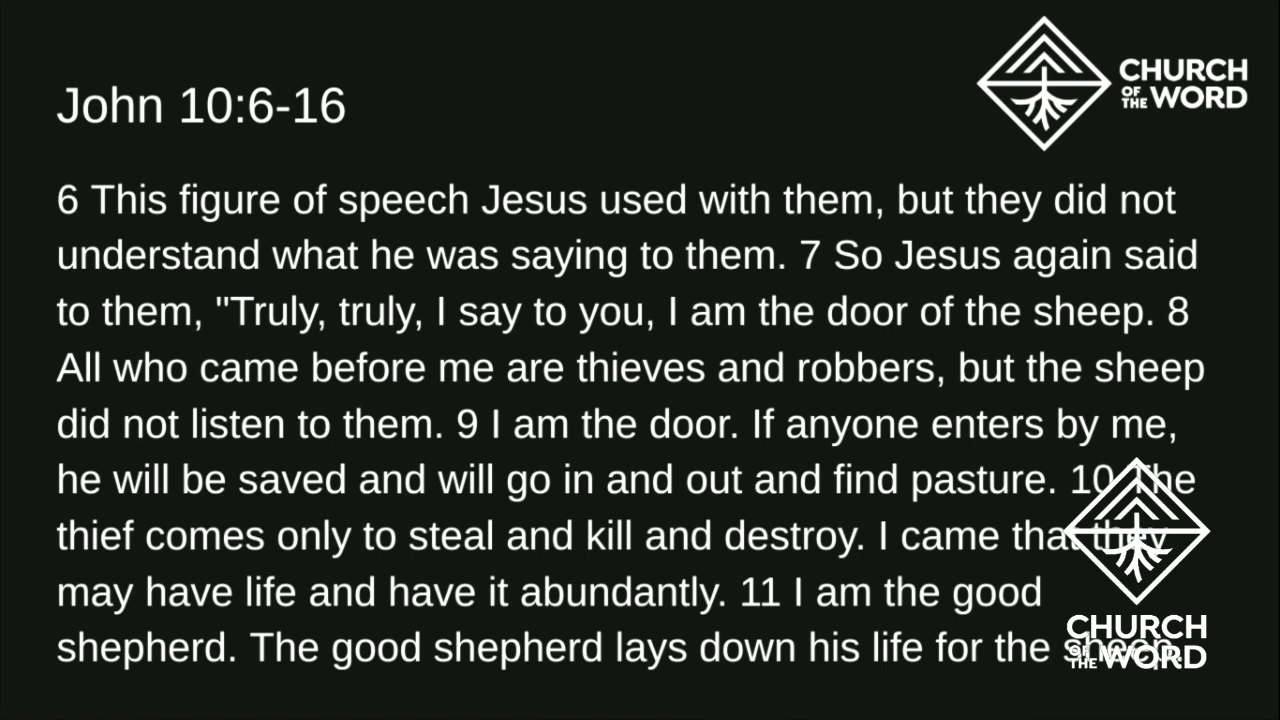 CHURCH
OF THE WORD
John 10:6-16
6 This figure of speech Jesus used with them, but they did not
understand what he was saying to them. 7 So Jesus again said
to them, "Truly, truly, I say to you, I am the door of the sheep. 8
All who came before me are thieves and robbers, but the sheep
did not listen to them. 9 I am the door. If anyone enters by me,
he will be saved and will go in and out and find pasture. 10 The
thief comes only to steal and kill and destroy. I came that they
may have life and have it abundantly. 11 I am the good
shepherd. The good shepherd lays down his life for the
CHURCH
OF THE WORD